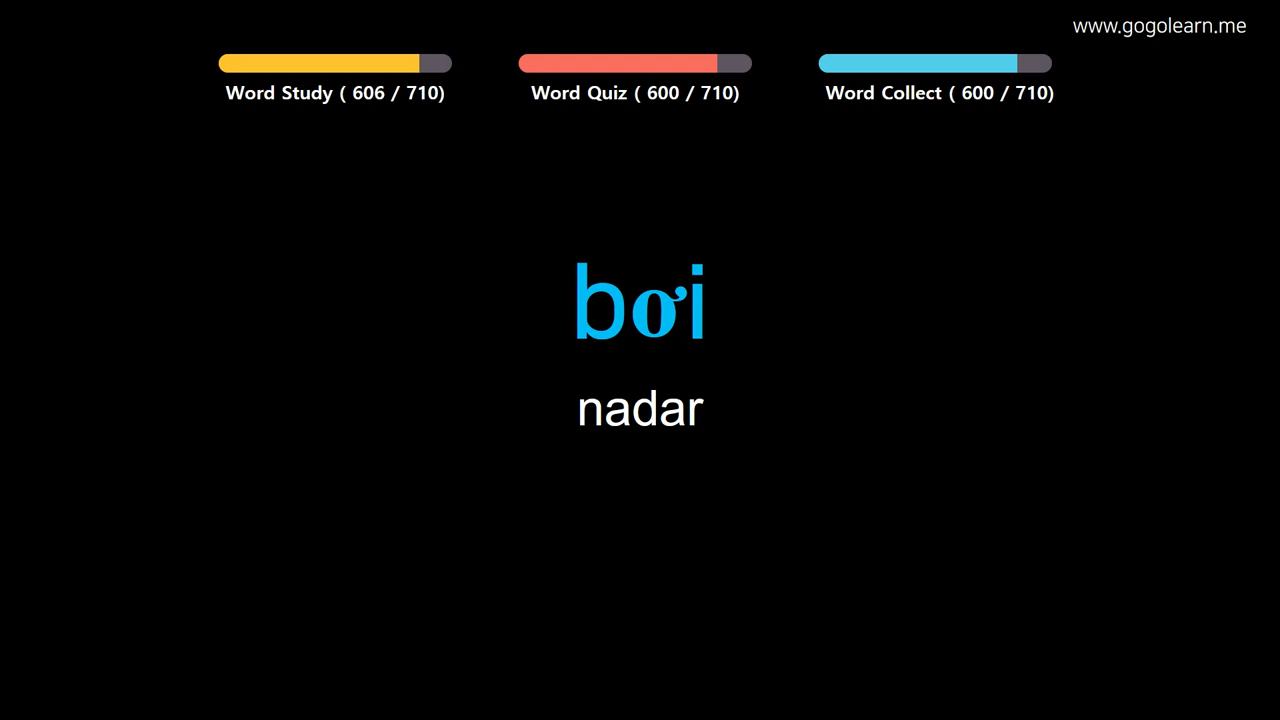 www.gogolearn.me
Word Study ( 606 / 710)
Word Quiz ( 600 / 710)
Word Collect ( 600 / 710)
bơi
nadar